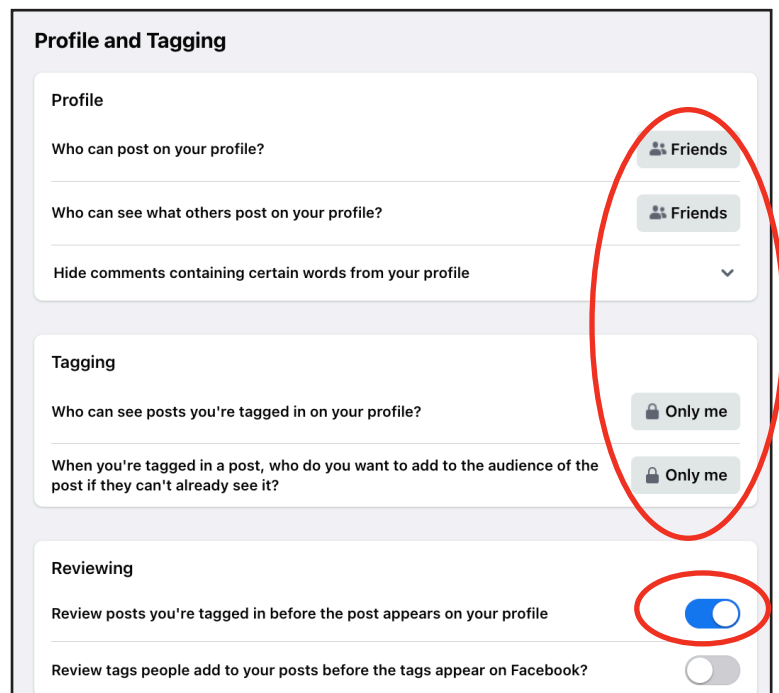 Profile and Tagging
Profile
Who can post on your profile?
Friends
Who can see what others post on your profile?
Friends
Hide comments containing certain words from your profile
Tagging
Who can see posts you're tagged in on your profile?
Only me
When you're tagged in a post, who do you want to add to the audience of the
post if they can't already see it?
Only me
Reviewing
Review posts you're tagged in before the post appears on your profile
Review tags people add to your posts before the tags appear on Facebook?